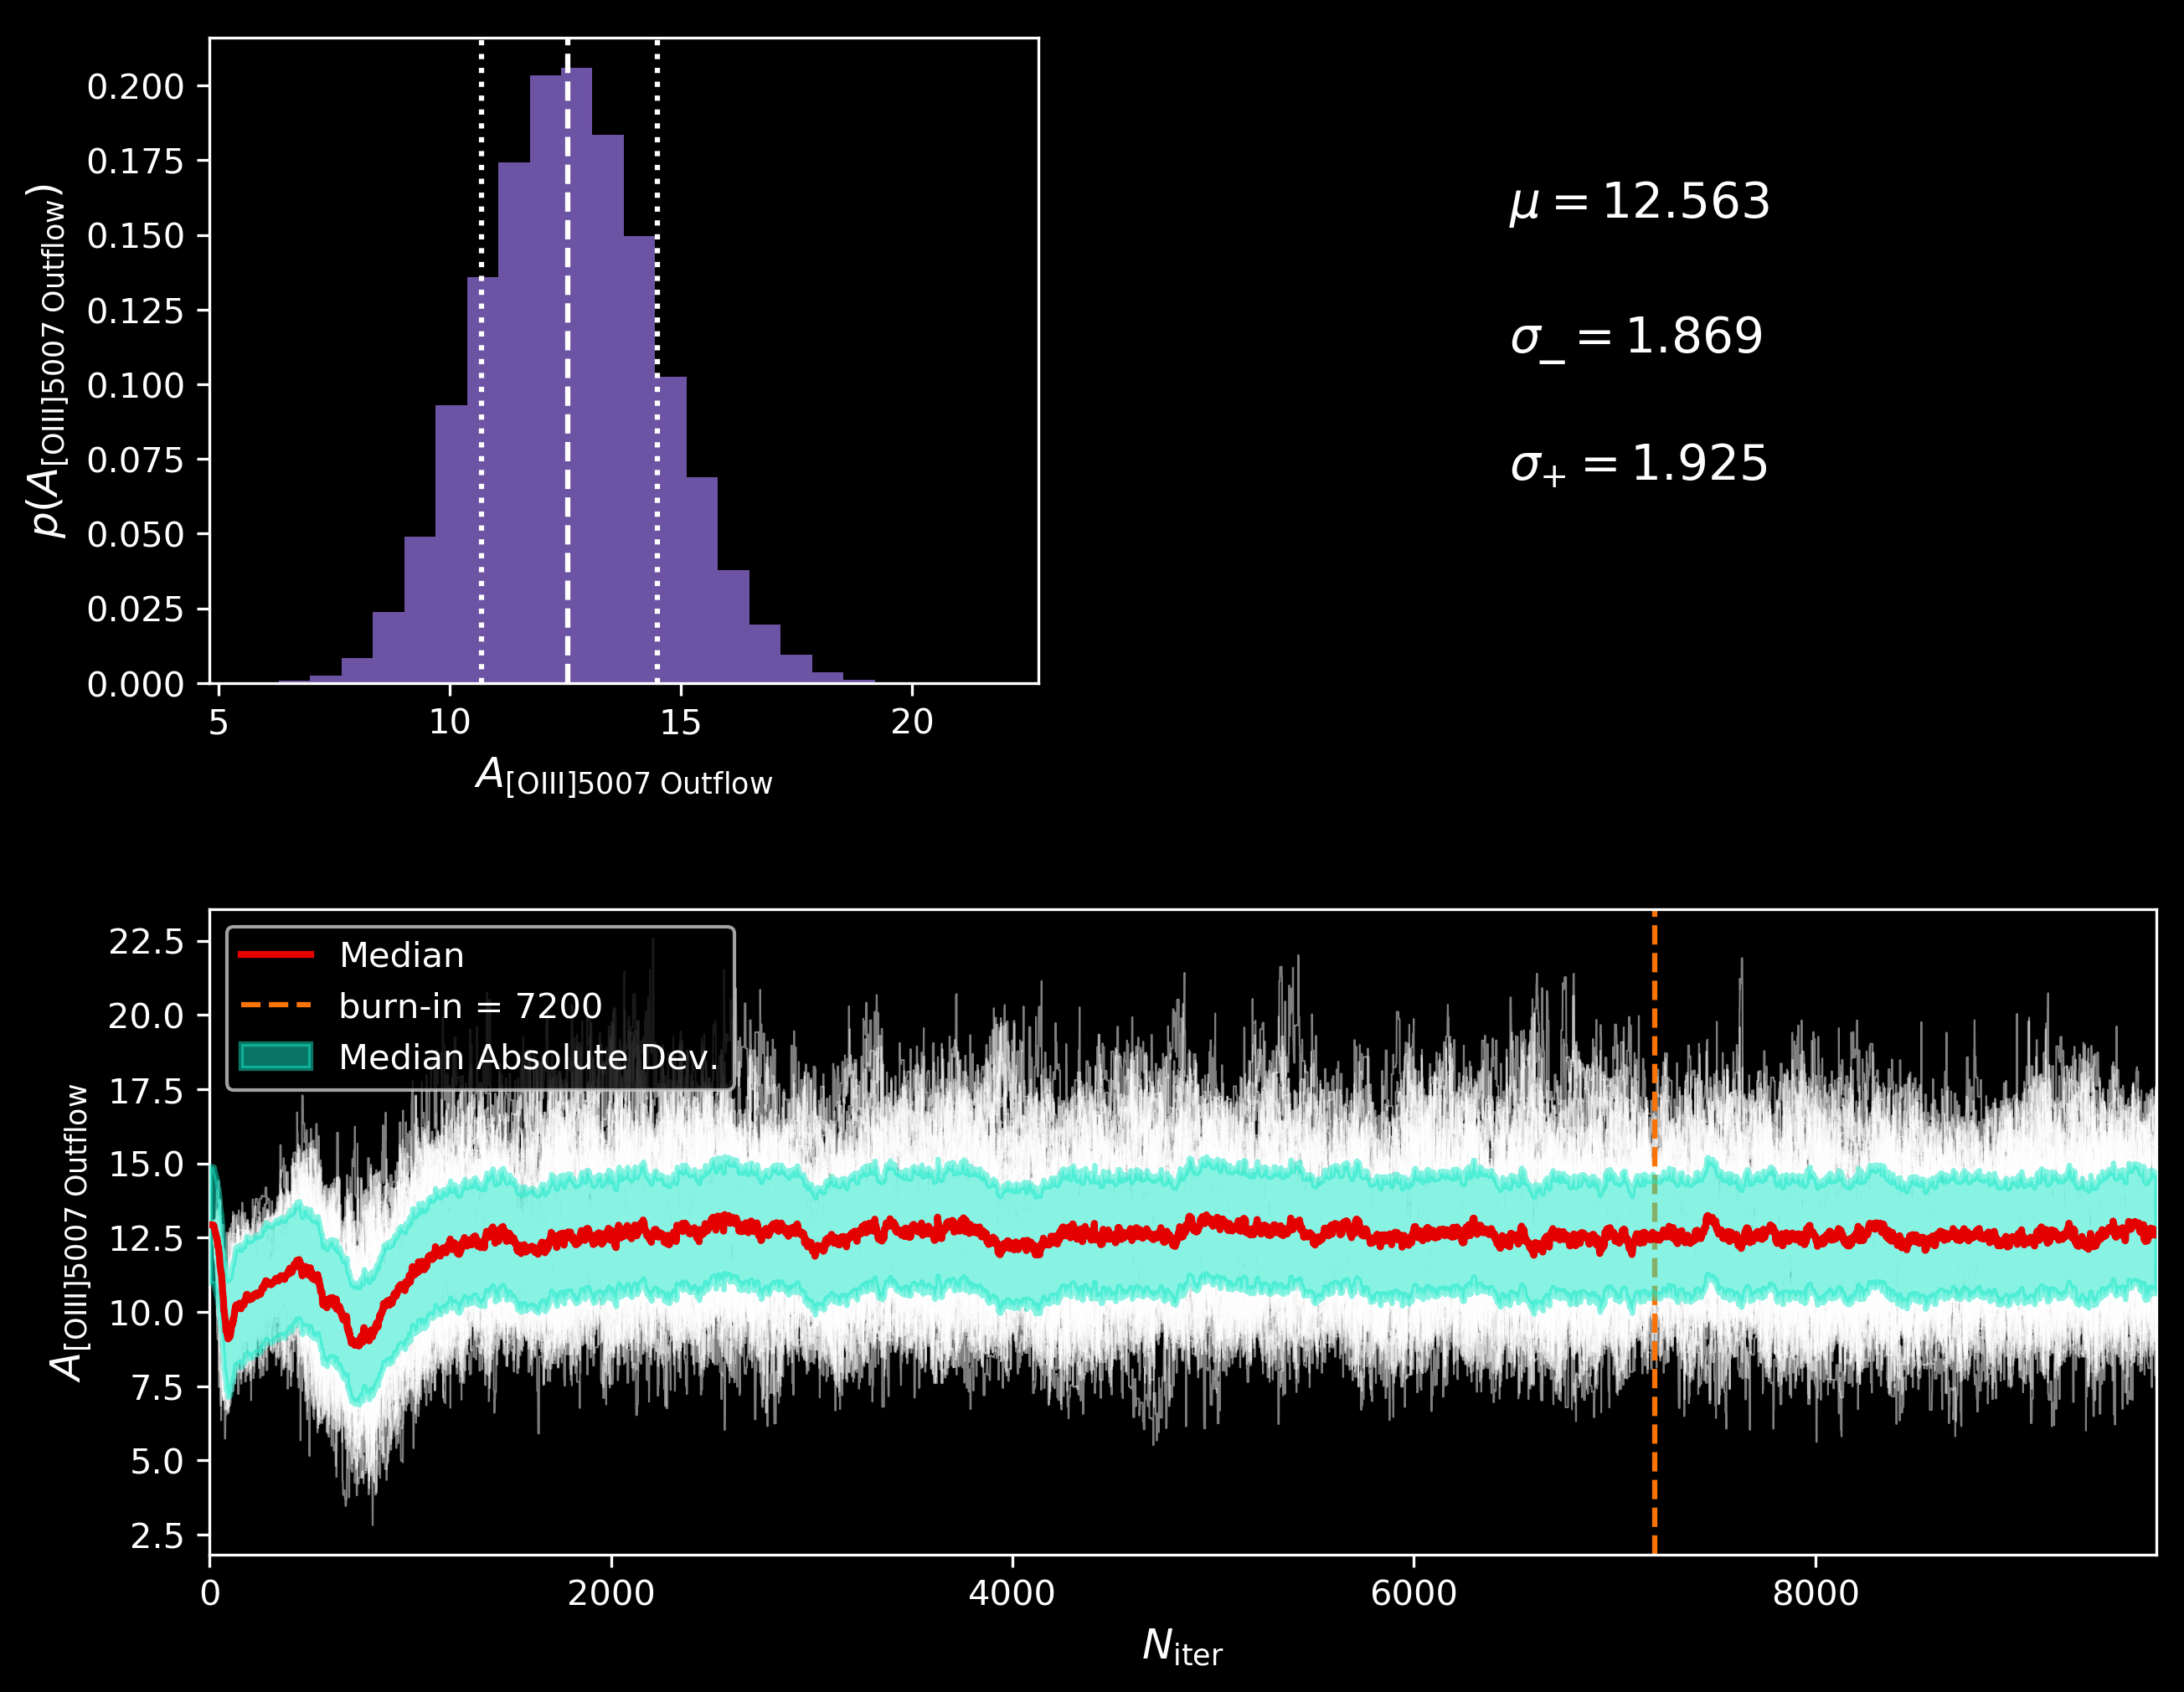 0.200
0.175
0.150
0.125
0.100
0.075
0.050
0.025
0.000
p(A[OIII]5007 Outflow)
5 10 15 20
A[OIII]5007 Outflow
μ = 12.563
σ− = 1.869
σ+ = 1.925
22.5
20.0
17.5
15.0
12.5
10.0
7.5
5.0
2.5
A[OIII]5007 Outflow
Median
burn-in = 7200
Median Absolute Dev.
0 2000 4000 6000 8000
Niter